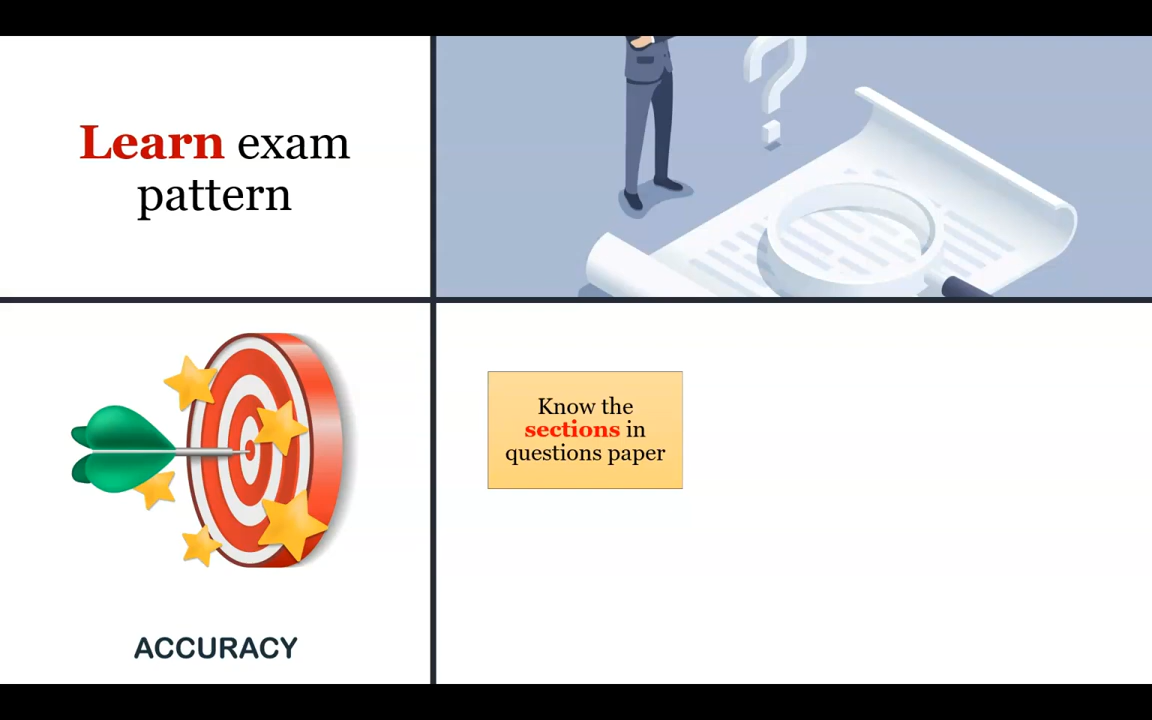 Learn exam
pattern
Know the
sections in
questions paper
ACCURACY